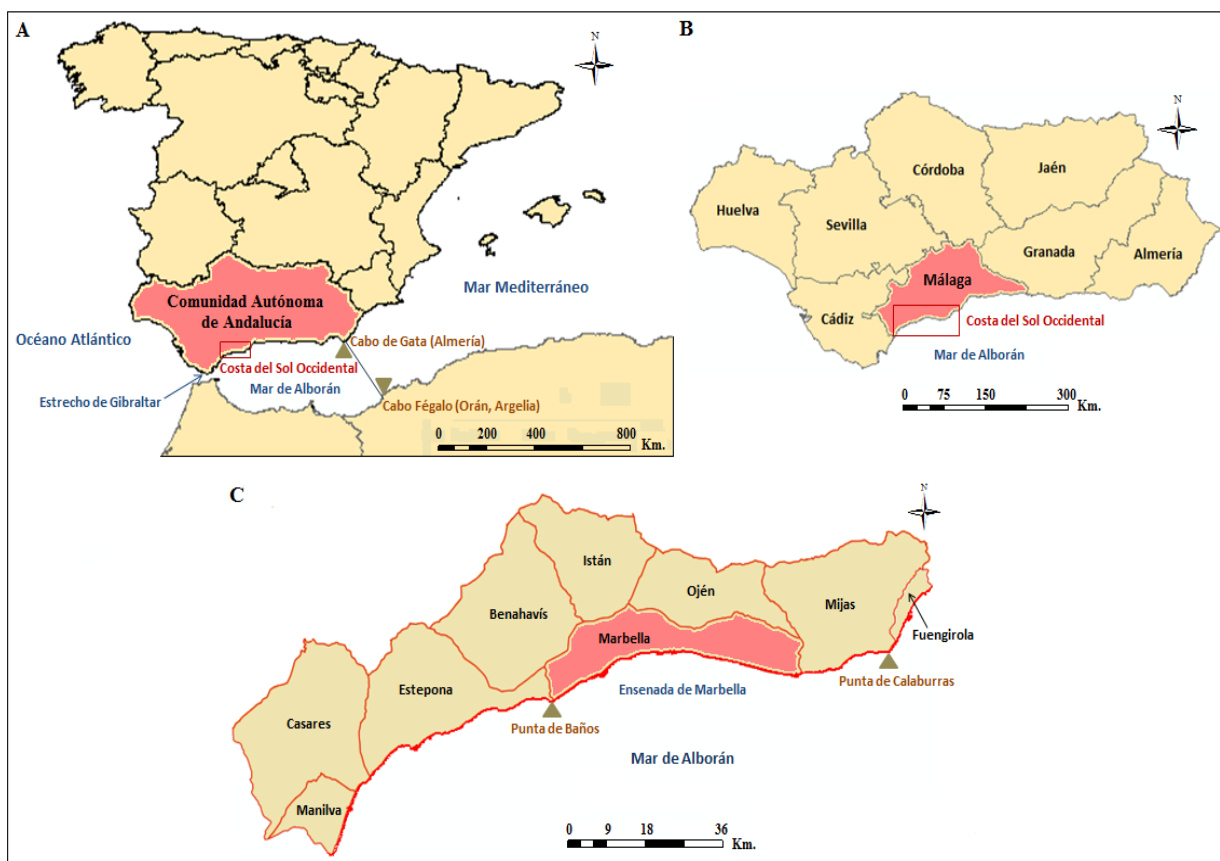 A
N
Mar Mediterráneo
Comunidad Autónoma
de Andalucía
Océano Atlántico
Cabo de Gata (Almería)
Costa del Sol Occidental
Mar de Alborán
Estrecho de Gibraltar
Cabo Fégalo (Orán, Argelia)
0 200 400 800
Km.
B
N
Córdoba
Jaén
Huelva
Sevilla
Granada
Almería
Málaga
Cádiz
Costa del Sol Occidental
Mar de Alborán
0 75 150 300
Km.
C
N
Istán
Ojén
Benahavís
Mijas
Fuengirola
Marbella
Estepona
Ensenada de Marbella
Punta de Calaburras
Casares
Punta de Baños
Mar de Alborán
Manilva
0 9 18 36
Km.